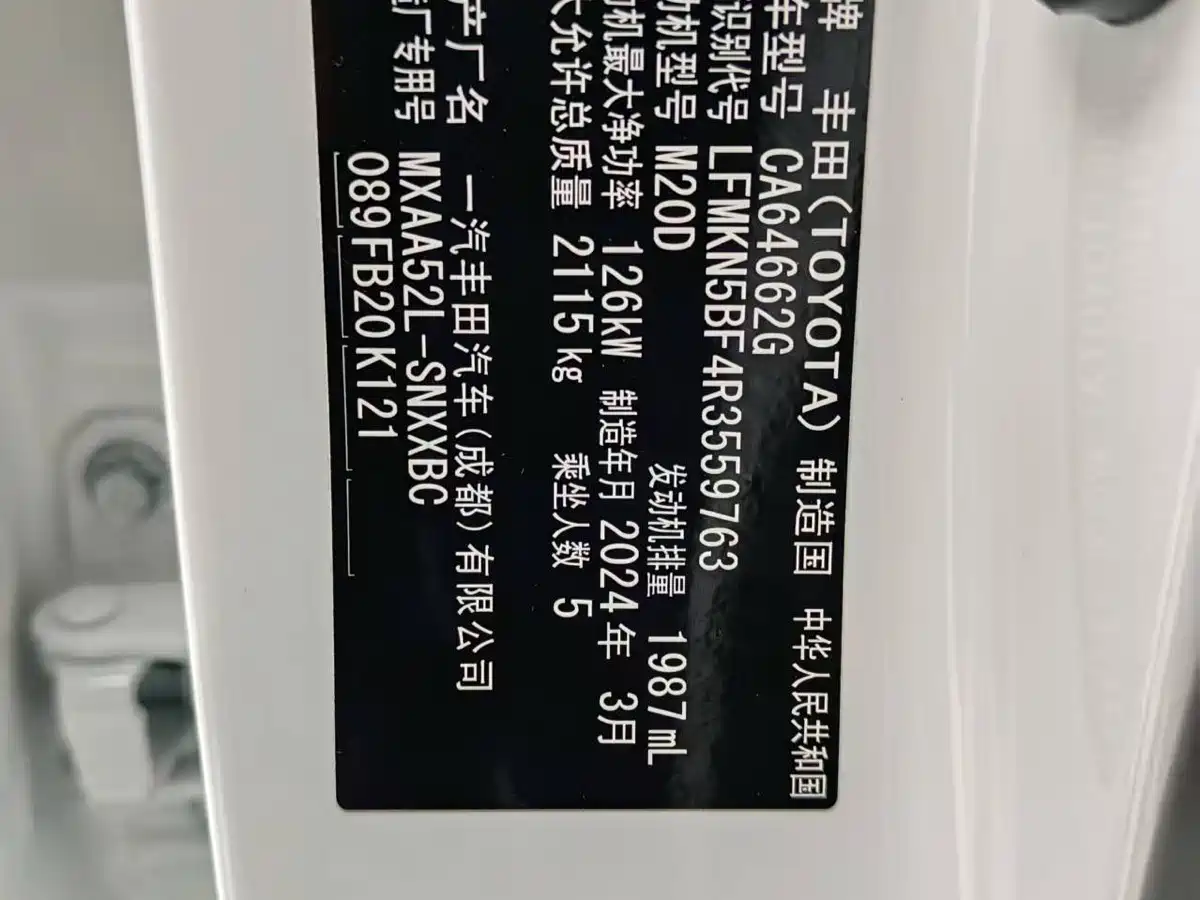 牌 丰田(TOYOTA) 制造国 中华人民共和国
车型号 CA64662G
识别代号 LFMKN5BF4R3559763
动机型号 M20D 发动机排量 1987mL
动机最大净功率 126kW 制造年月 2024年 3月
大允许总质量 2115kg 乘坐人数 5
产厂名 一汽丰田汽车(成都)有限公司
造厂专用号 MXAA52L-SNXXBC
089FB20K121